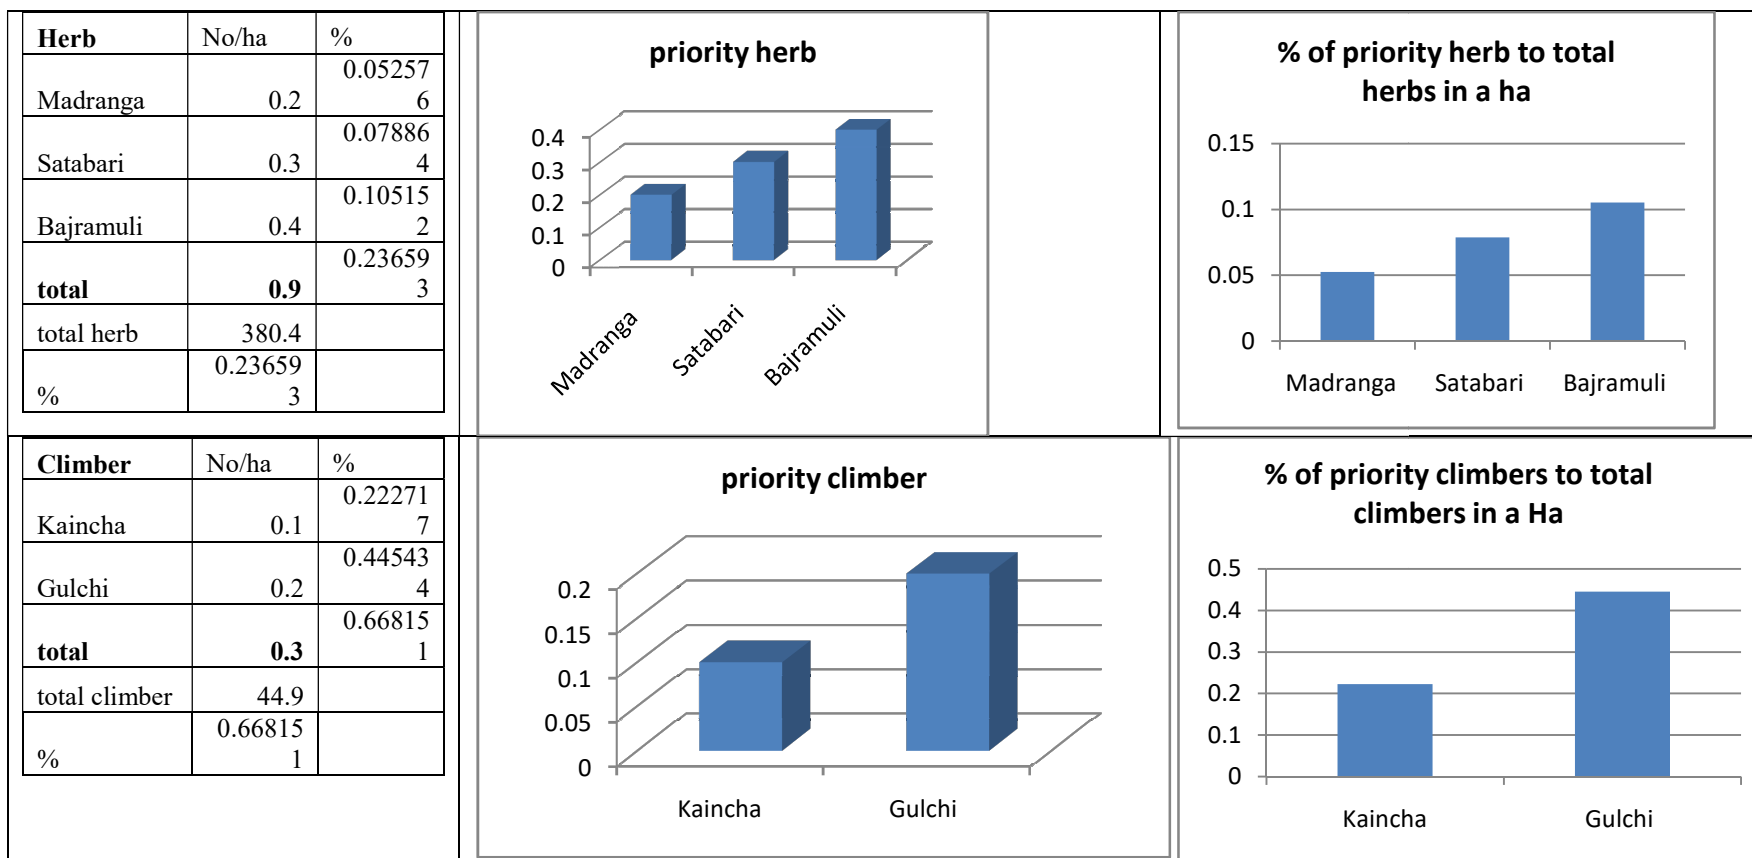 Herb No/ha %
Madranga 0.2 0.05257
6
Satabari 0.3 0.07886
4
Bajramuli 0.4 0.10515
2
total 0.9 0.23659
3
total herb 380.4
% 0.23659
3
priority herb
0.4
0.3
0.2
0.1
0
Madranga
Satabari
Bajramuli
% of priority herb to total
herbs in a ha
0.15
0.1
0.05
0
Madranga Satabari Bajramuli
Climber No/ha %
Kaincha 0.1 0.22271
7
Gulchi 0.2 0.44543
4
total 0.3 0.66815
1
total climber 44.9
% 0.66815
1
priority climber
0.2
0.15
0.1
0.05
0
Kaincha Gulchi
% of priority climbers to total
climbers in a Ha
0.5
0.4
0.3
0.2
0.1
0
Kaincha Gulchi